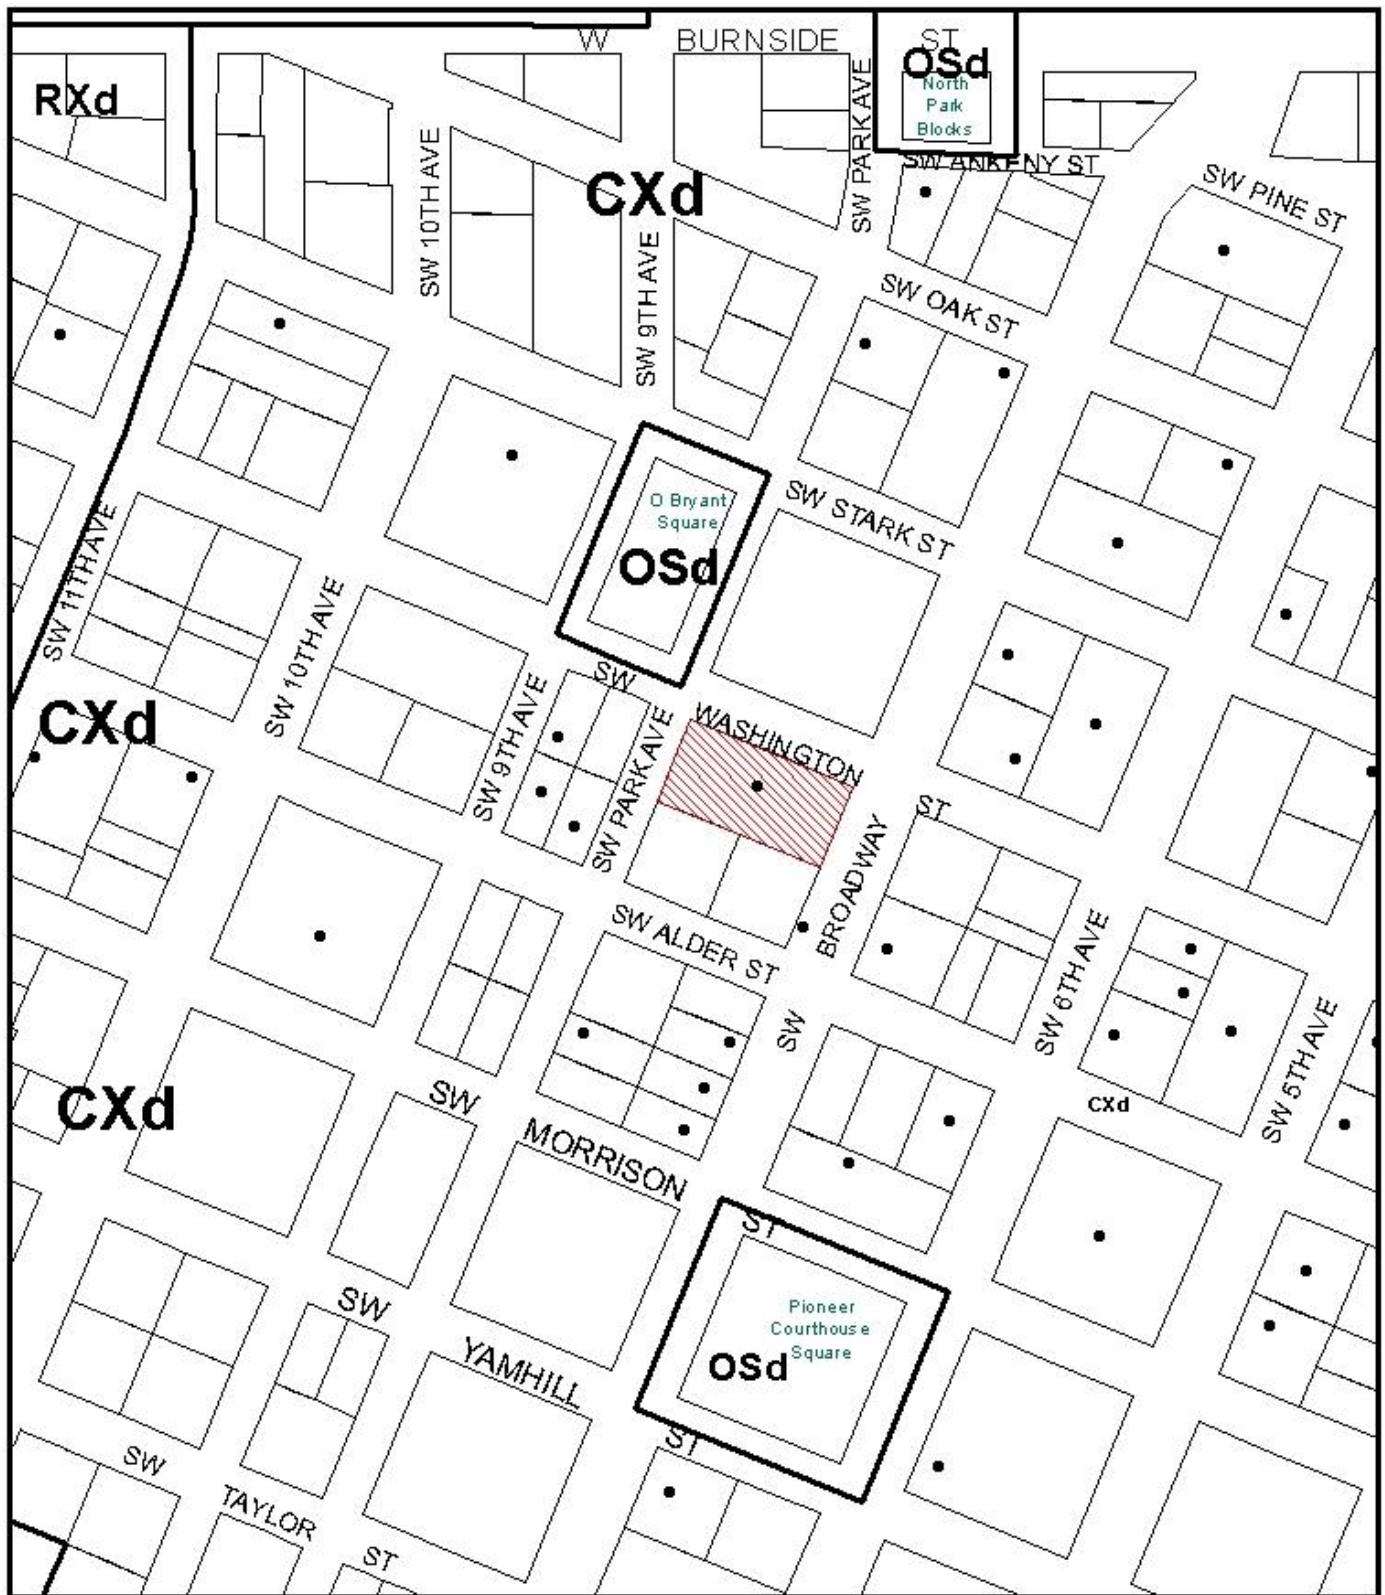 W BURNSIDE ST
OSd
North
Park
Blocks
RXd
SW PARK AVE
SW ANKENY ST
SW PINE ST
SW 10TH AVE
CXd
SW 9TH AVE
SW OAK ST
O Bryant
Square
OSd
SW STARK ST
SW 11TH AVE
SW 10TH AVE
SW WASHINGTON ST
CXd
SW 9TH AVE
SW PARK AVE
SW BROADWAY
SW ALDER ST
SW 6TH AVE
SW 5TH AVE
CXd
CXd
SW MORRISON ST
Pioneer
Courthouse
Square
OSd
SW YAMHILL ST
SW TAYLOR ST